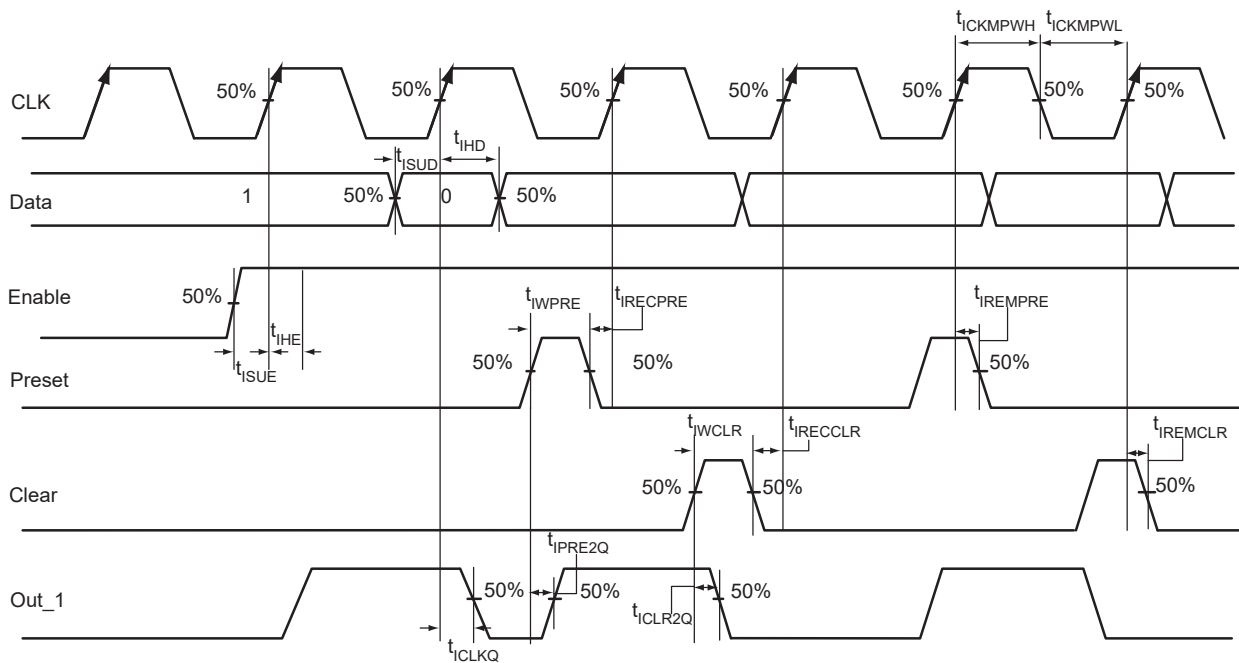 tICKMPWH tICKMPWL
CLK 50% 50% 50% 50% 50% 50% 50%
tISUD tIHD
Data 1 50% 0 50%
Enable 50%
tIHE
tISUE
tIWPRE tIRECPRE tIREMPRE
Preset 50% 50% 50%
tIWCLR tIRECCLR tIREMCLR
Clear 50% 50% 50%
tIPRE2Q
Out_1 50% 50% 50%
tICLR2Q
tICLKQ